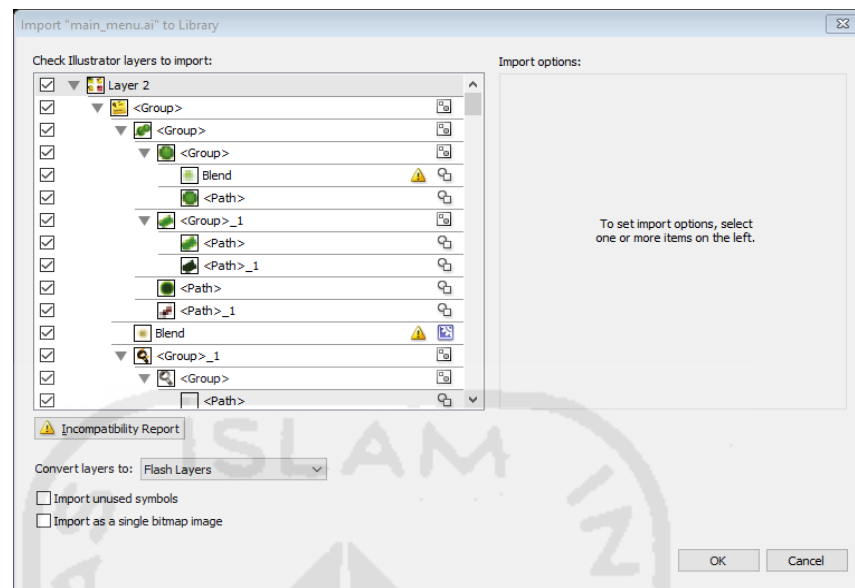 Import "main_menu.ai" to Library
Check Illustrator layers to import:
Import options:
Layer 2
<Group>
<Group>
<Group>
Blend
<Path>
<Group>_1
<Path>
<Path>_1
<Path>
<Path>_1
Blend
<Group>_1
<Group>
<Path>
To set import options, select
one or more items on the left.
Incompatibility Report
Convert layers to: Flash Layers
Import unused symbols
Import as a single bitmap image
OK Cancel
ISLAM IN